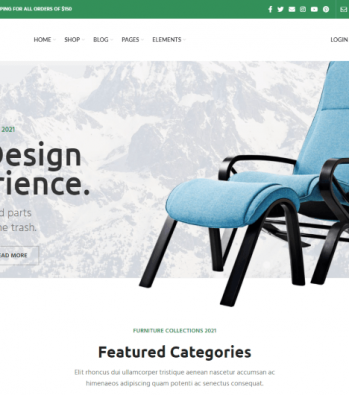 PPING FOR ALL ORDERS OF $150
HOME SHOP BLOG PAGES ELEMENTS LOGIN
2021
Design
rience.
d parts
e trash.
EAD MORE
FURNITURE COLLECTIONS 2021
Featured Categories
Elit rhoncus dui ullamcorper tristique aenean nascetur accumsan ac
himenaeos adipiscing quam potenti ac senectus consequat.